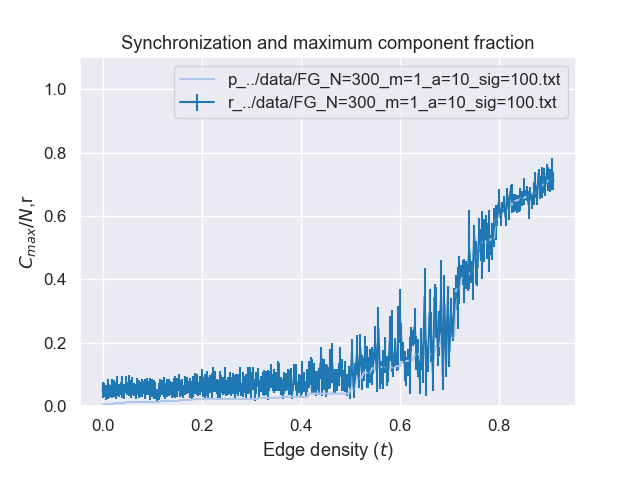 Synchronization and maximum component fraction
p_../data/FG_N=300_m=1_a=10_sig=100.txt
r_../data/FG_N=300_m=1_a=10_sig=100.txt
C_max/N,r
1.0
0.8
0.6
0.4
0.2
0.0
0.0 0.2 0.4 0.6 0.8
Edge density (t)